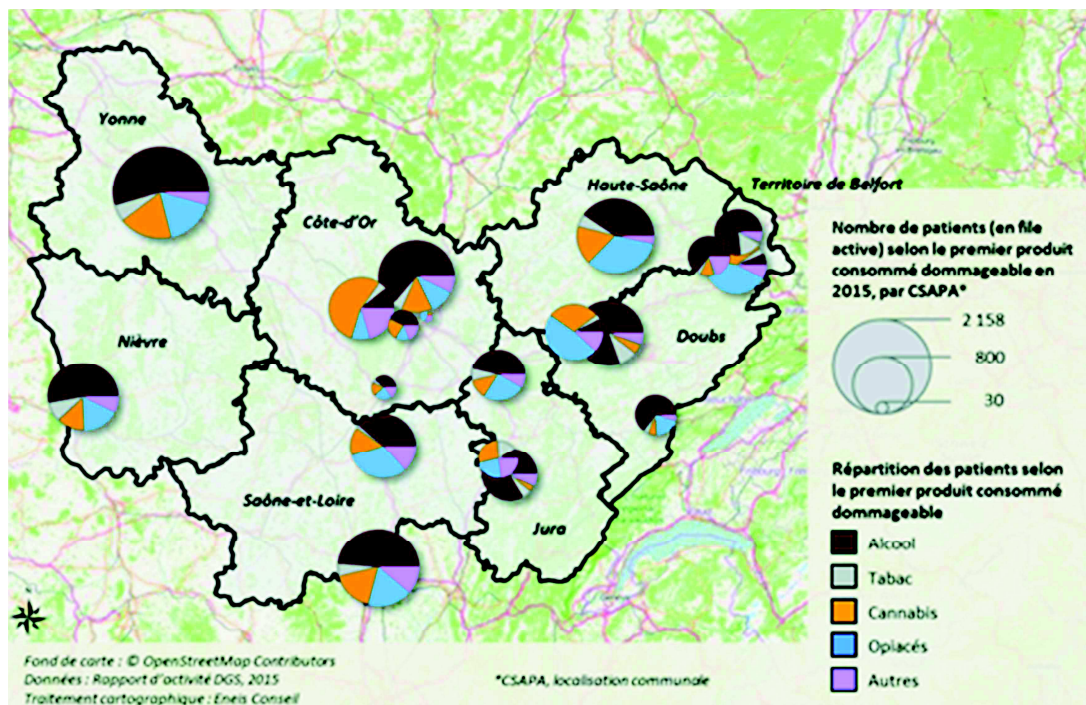 Yonne
Haute-Saône
Territoire de Belfort
Côte-d'Or
Nièvre
Doubs
Saône-et-Loire
Jura
Nombre de patients (en file
active) selon le premier produit
consommé dommageable en
2015, par CSAPA*
2 158
800
30
Répartition des patients selon
le premier produit consommé
dommageable
Alcool
Tabac
Cannabis
Opiacés
Autres
Fond de carte : © OpenStreetMap Contributors
Données : Rapport d'activité DGS, 2015
Traitement cartographique : Eneis Conseil
*CSAPA, localisation communale